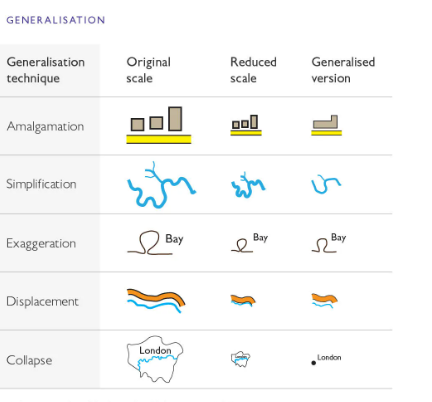 GENERALISATION
Generalisation technique
Original scale
Reduced scale
Generalised version
Amalgamation
Simplification
Exaggeration
Bay
Bay
Bay
Displacement
Collapse
London
London